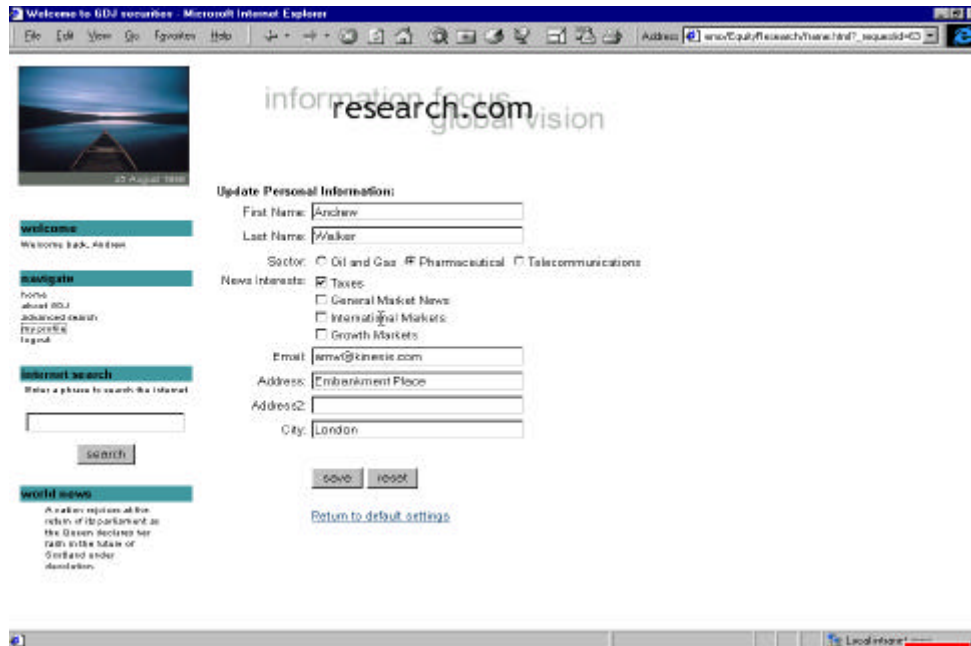 Welcome to GDJ securities - Microsoft Internet Explorer
File Edit View Go Favorites Help
Address
information focus
research.com
global vision
25 August 1999
welcome
Welcome back, Andrew
navigate
home
about GDJ
advanced search
my profile
logout
internet search
Enter a phrase to search the internet
search
world news
A nation rejoices at the
return of its parliament as
the Queen declares her
faith in the future of
Scotland under
devolution.
Update Personal Information:
First Name: Andrew
Last Name: Walker
Sector: Oil and Gas Pharmaceutical Telecommunications
News Interests: Taxes
General Market News
International Markets
Growth Markets
Email: amw@kinesis.com
Address: Embankment Place
Address2:
City: London
save reset
Return to default settings
Local intranet